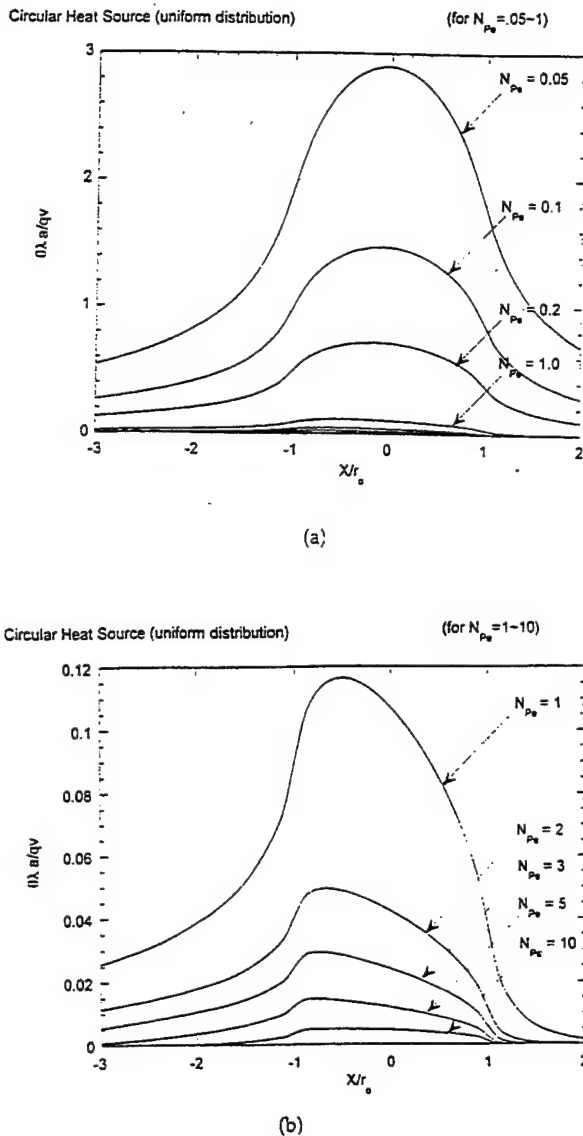 Circular Heat Source (uniform distribution) (for N_Pe=.05~1)
3
2
1
0
θλ a/qv
N_Pe = 0.05
N_Pe = 0.1
N_Pe = 0.2
N_Pe = 1.0
-3 -2 -1 0 1 2
X/r_o
(a)
Circular Heat Source (uniform distribution) (for N_Pe=1~10)
0.12
0.1
0.08
0.06
0.04
0.02
0
θλ a/qv
N_Pe = 1
N_Pe = 2
N_Pe = 3
N_Pe = 5
N_Pe = 10
-3 -2 -1 0 1 2
X/r_o
(b)